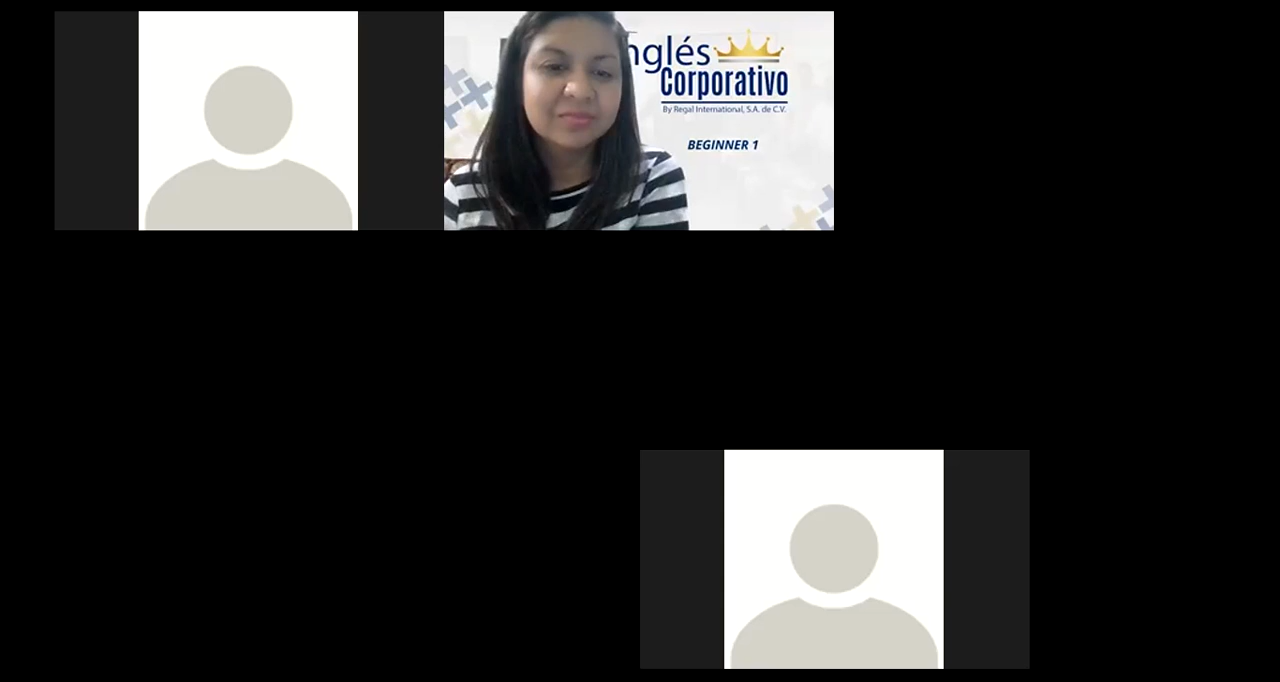 nglés
Corporativo
By Regal International, S.A. de C.V.
BEGINNER 1